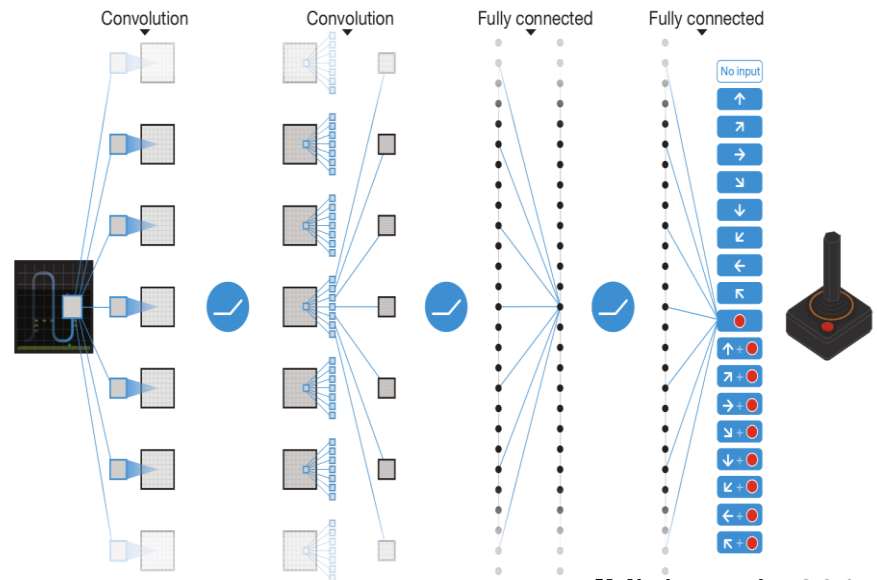 Convolution
Convolution
Fully connected
Fully connected
No input
+
+
+
+
+
+
+
+